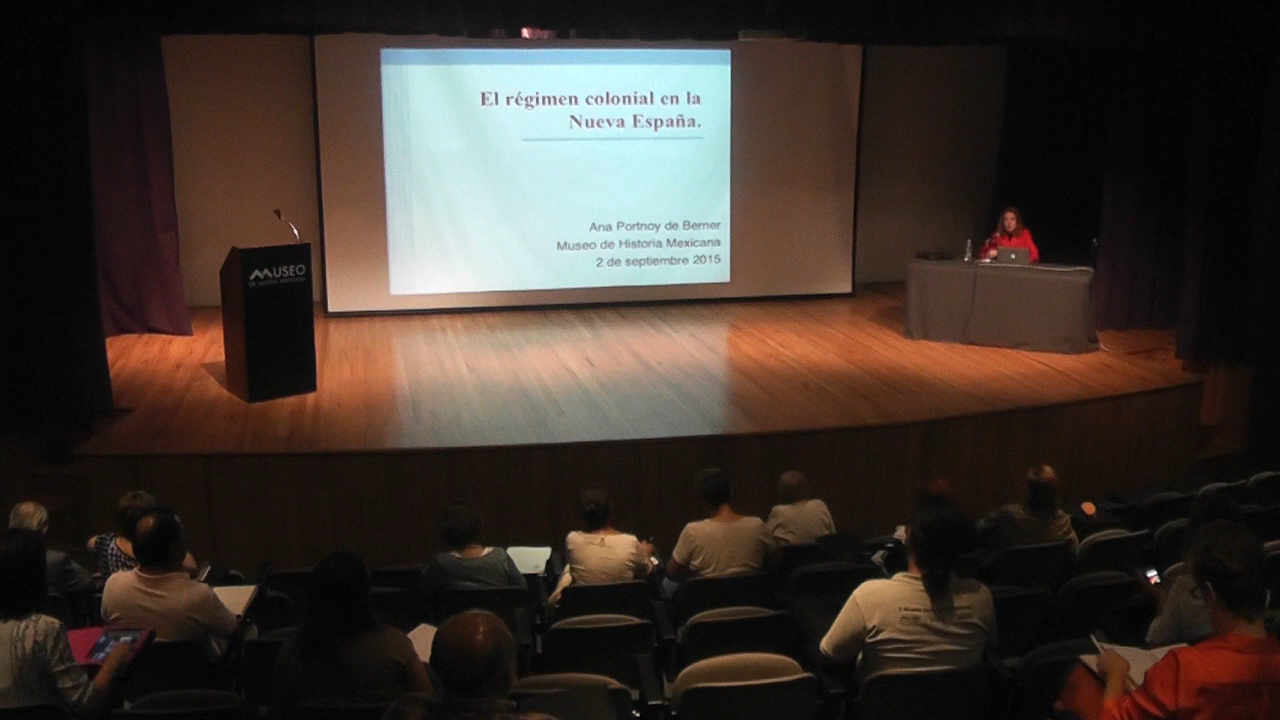 El régimen colonial en la
Nueva España.
Ana Portnoy de Berner
Museo de Historia Mexicana
2 de septiembre 2015
MUSEO